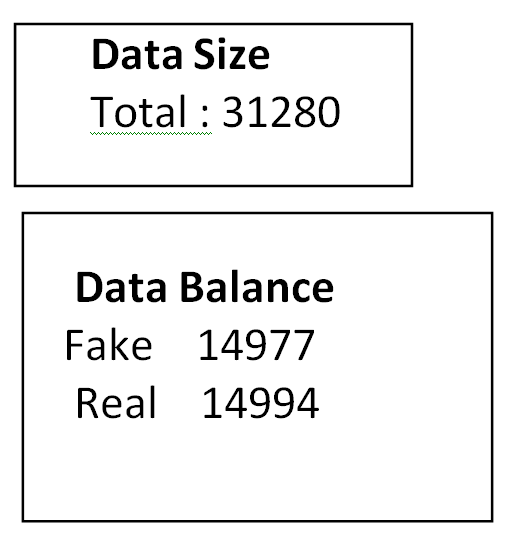 Data Size
Total : 31280
Data Balance
Fake 14977
Real 14994